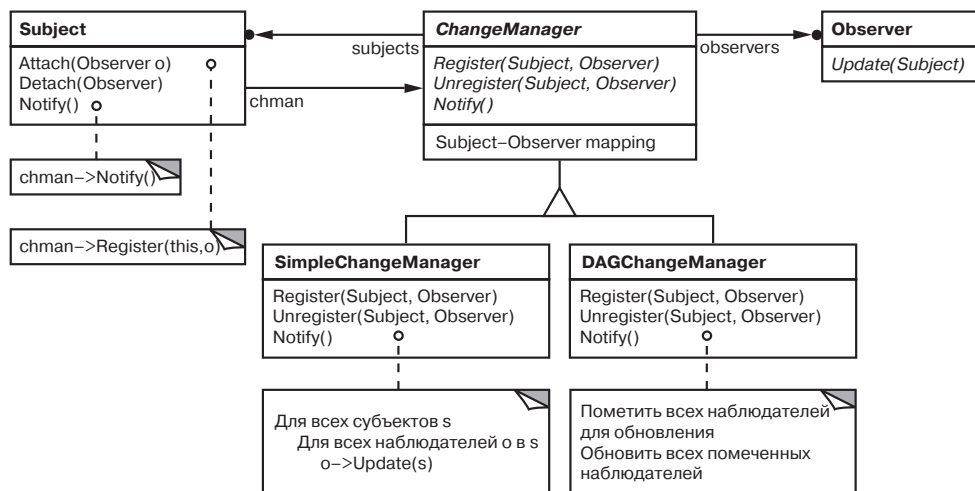 Subject
Attach(Observer o)
Detach(Observer)
Notify()
chman–>Notify()
chman–>Register(this,o)
subjects
chman
ChangeManager
Register(Subject, Observer)
Unregister(Subject, Observer)
Notify()
Subject–Observer mapping
observers
Observer
Update(Subject)
SimpleChangeManager
Register(Subject, Observer)
Unregister(Subject, Observer)
Notify()
Для всех субъектов s
Для всех наблюдателей o в s
o–>Update(s)
DAGChangeManager
Register(Subject, Observer)
Unregister(Subject, Observer)
Notify()
Пометить всех наблюдателей
для обновления
Обновить всех помеченных
наблюдателей